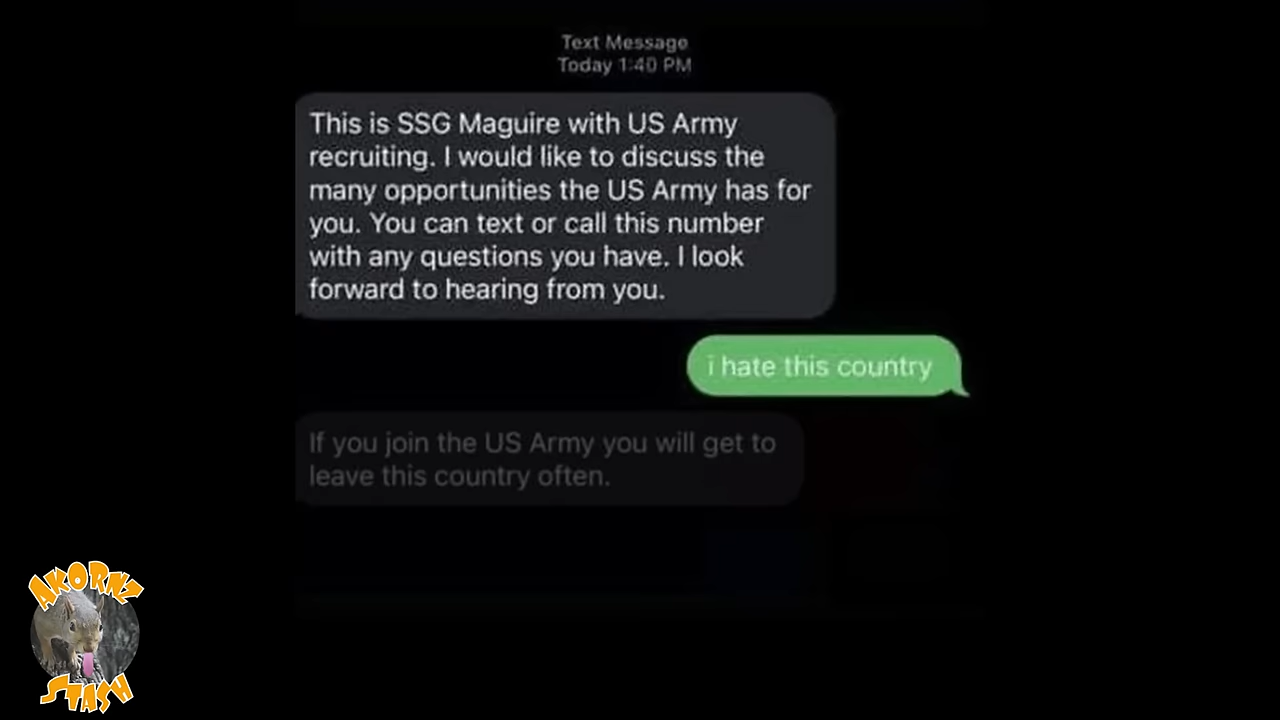 Text Message
Today 1:40 PM
This is SSG Maguire with US Army
recruiting. I would like to discuss the
many opportunities the US Army has for
you. You can text or call this number
with any questions you have. I look
forward to hearing from you.
i hate this country
If you join the US Army you will get to
leave this country often.
AKORNZ
STASH